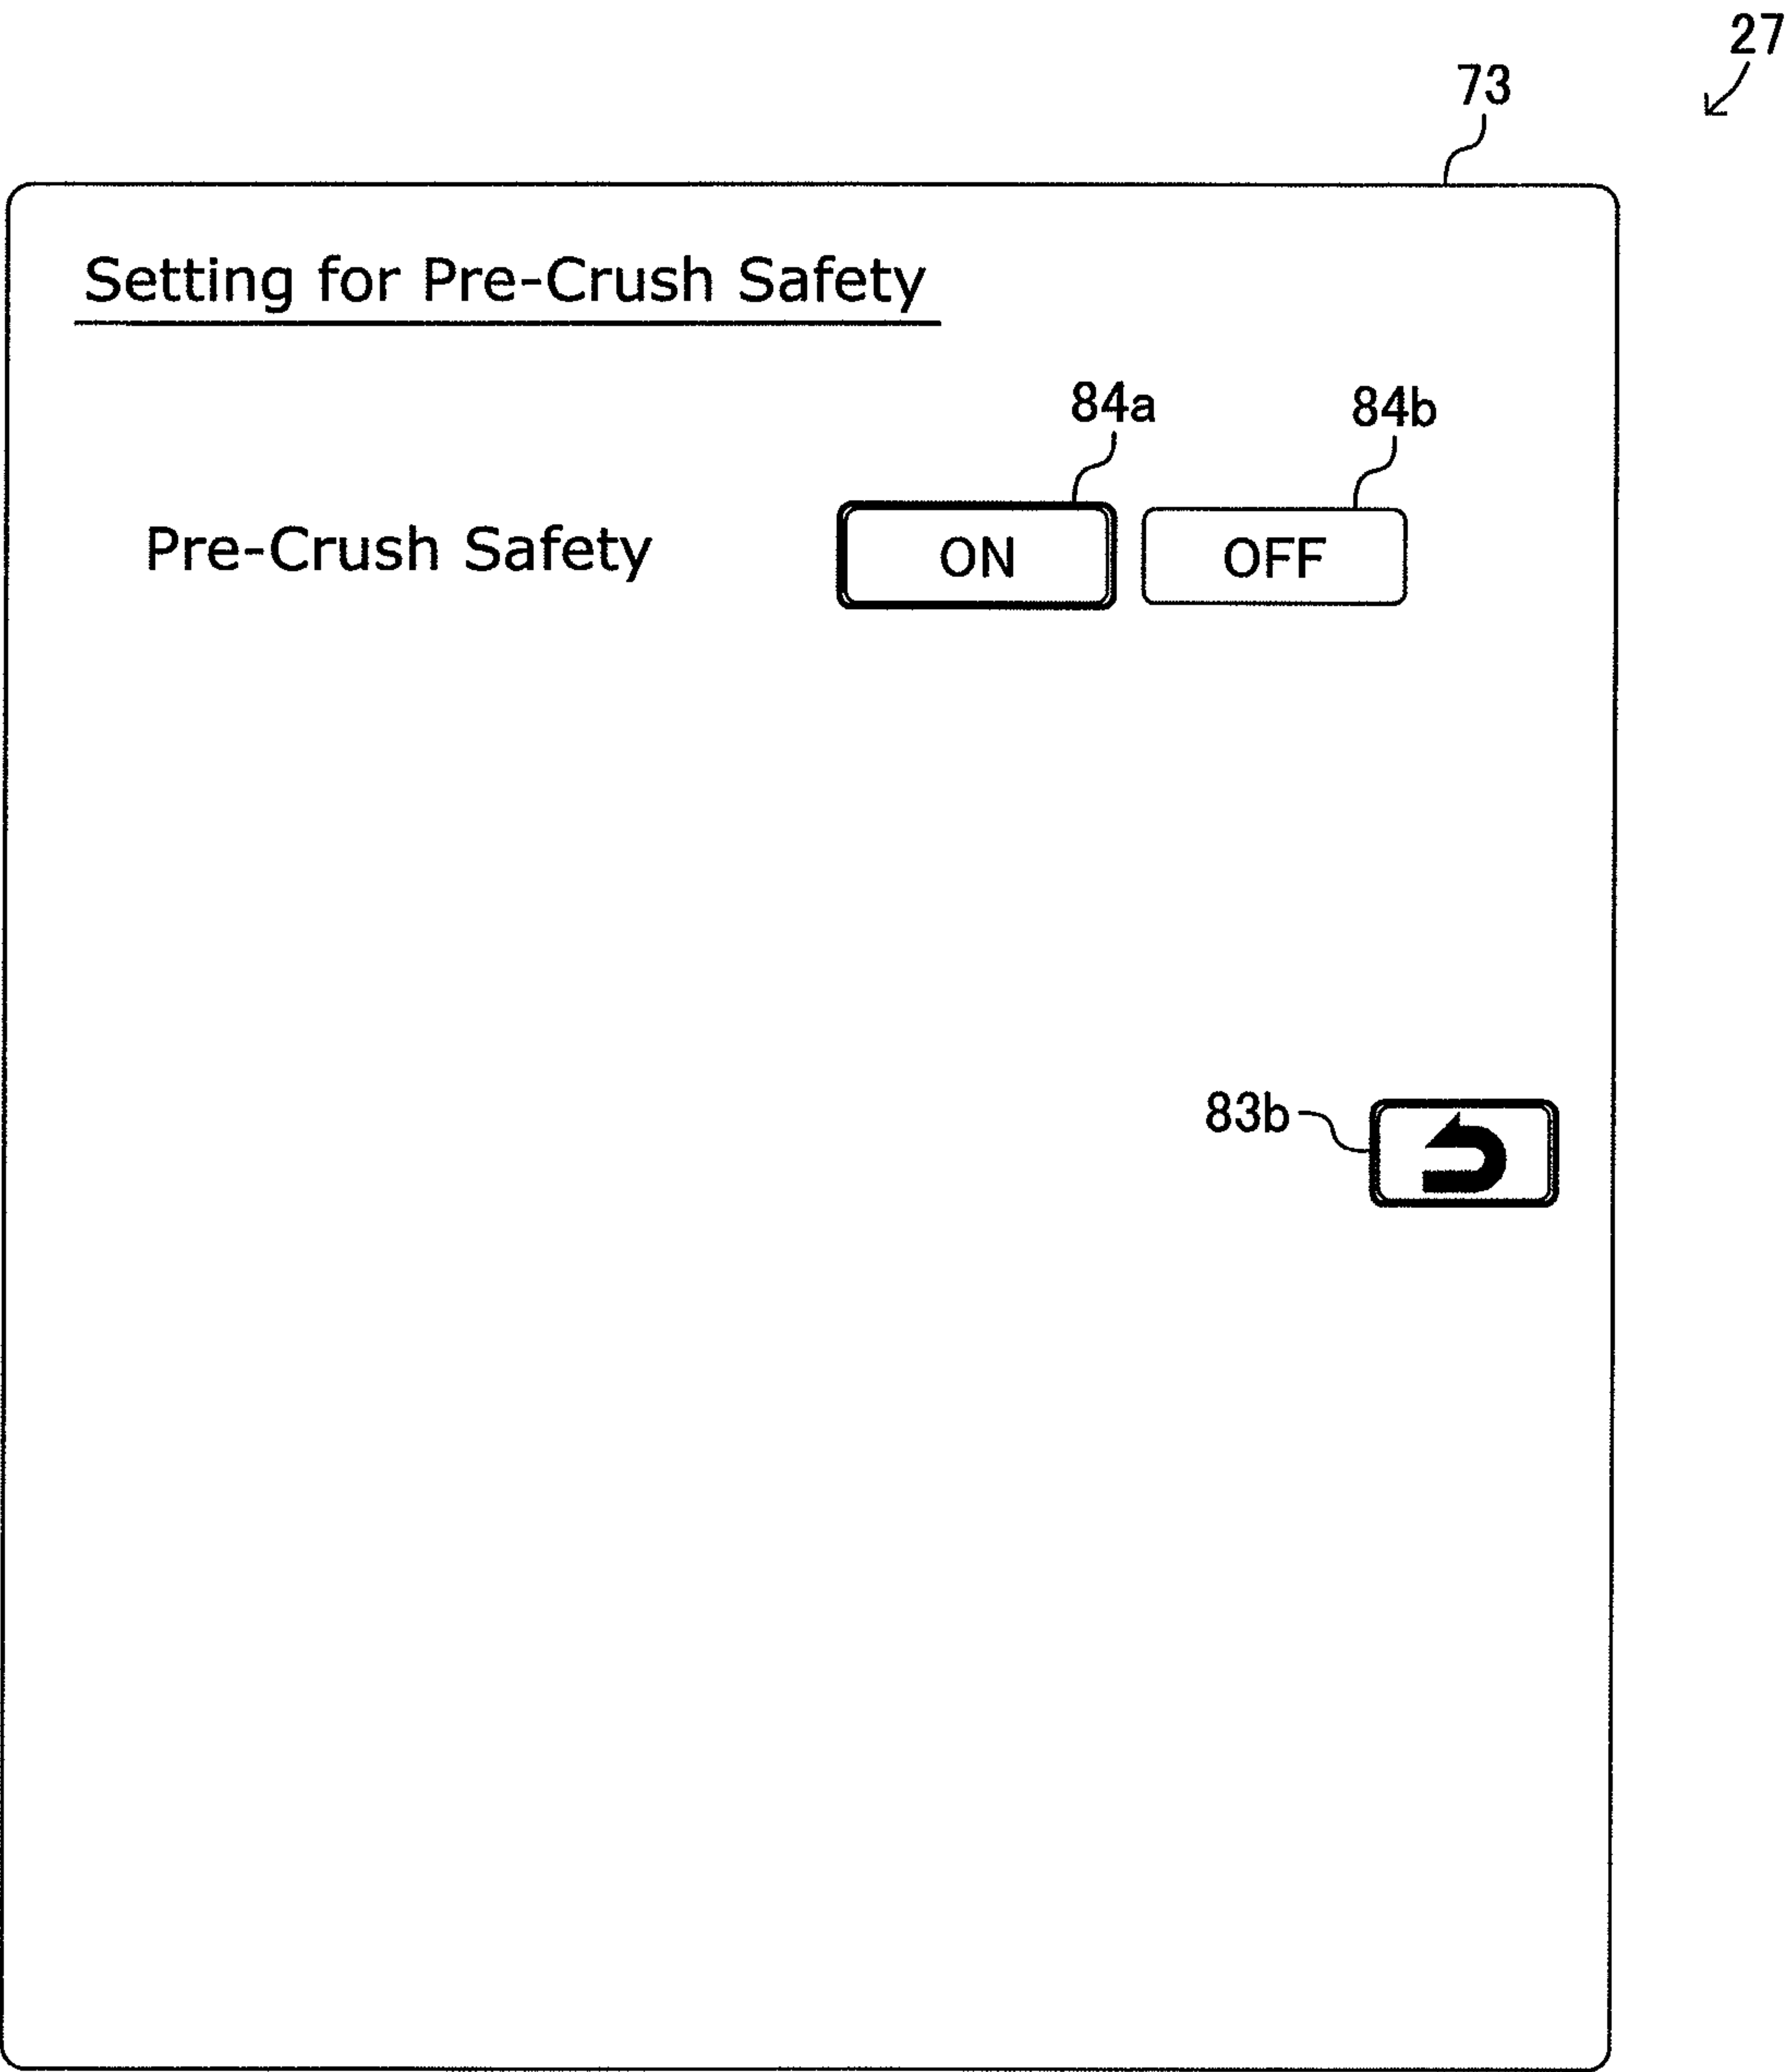 27
73
Setting for Pre-Crush Safety
84a 84b
Pre-Crush Safety ON OFF
83b